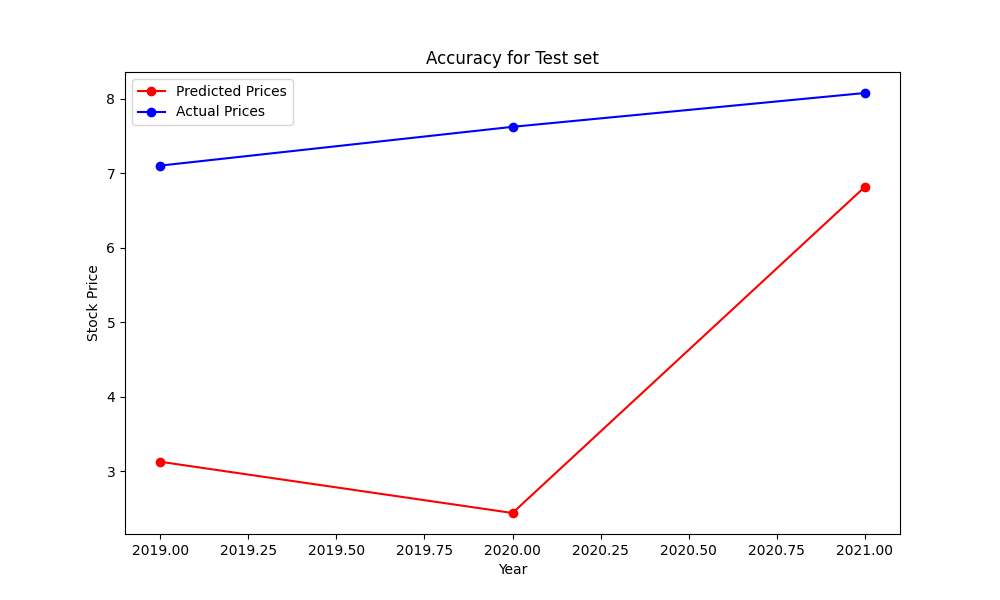 Accuracy for Test set
Predicted Prices
Actual Prices
8
7
6
5
4
3
Stock Price
2019.00 2019.25 2019.50 2019.75 2020.00 2020.25 2020.50 2020.75 2021.00
Year